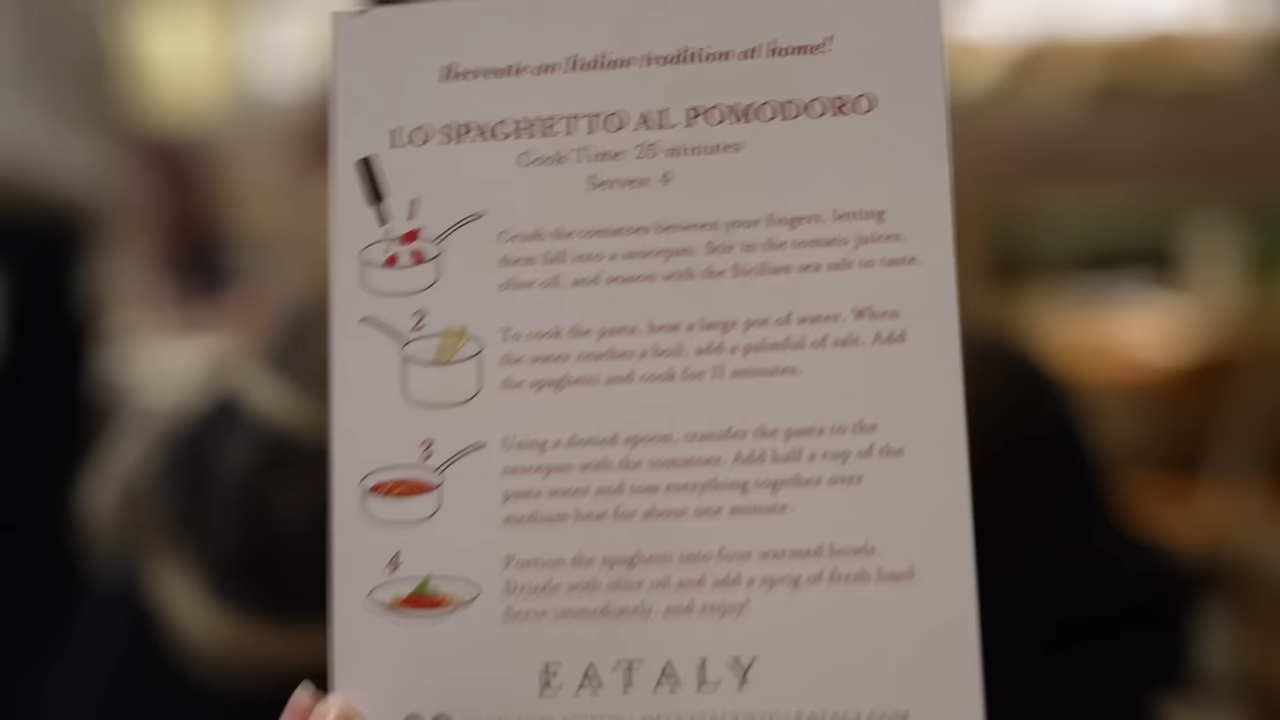 Recreate an Italian tradition at home!
LO SPAGHETTO AL POMODORO
Cook Time: 25 minutes
Serves: 4
1
Crush the tomatoes between your fingers, letting
them fall into a saucepan. Stir in the tomato juices,
olive oil, and season with the Sicilian sea salt to taste.
2
To cook the pasta, heat a large pot of water. When
the water reaches a boil, add a palmful of salt. Add
the spaghetti and cook for 11 minutes.
3
Using a slotted spoon, transfer the pasta to the
saucepan with the tomatoes. Add half a cup of the
pasta water and toss everything together over
medium heat for about one minute.
4
Portion the spaghetti into four warmed bowls.
Drizzle with olive oil and add a sprig of fresh basil.
Serve immediately, and enjoy!
EATALY